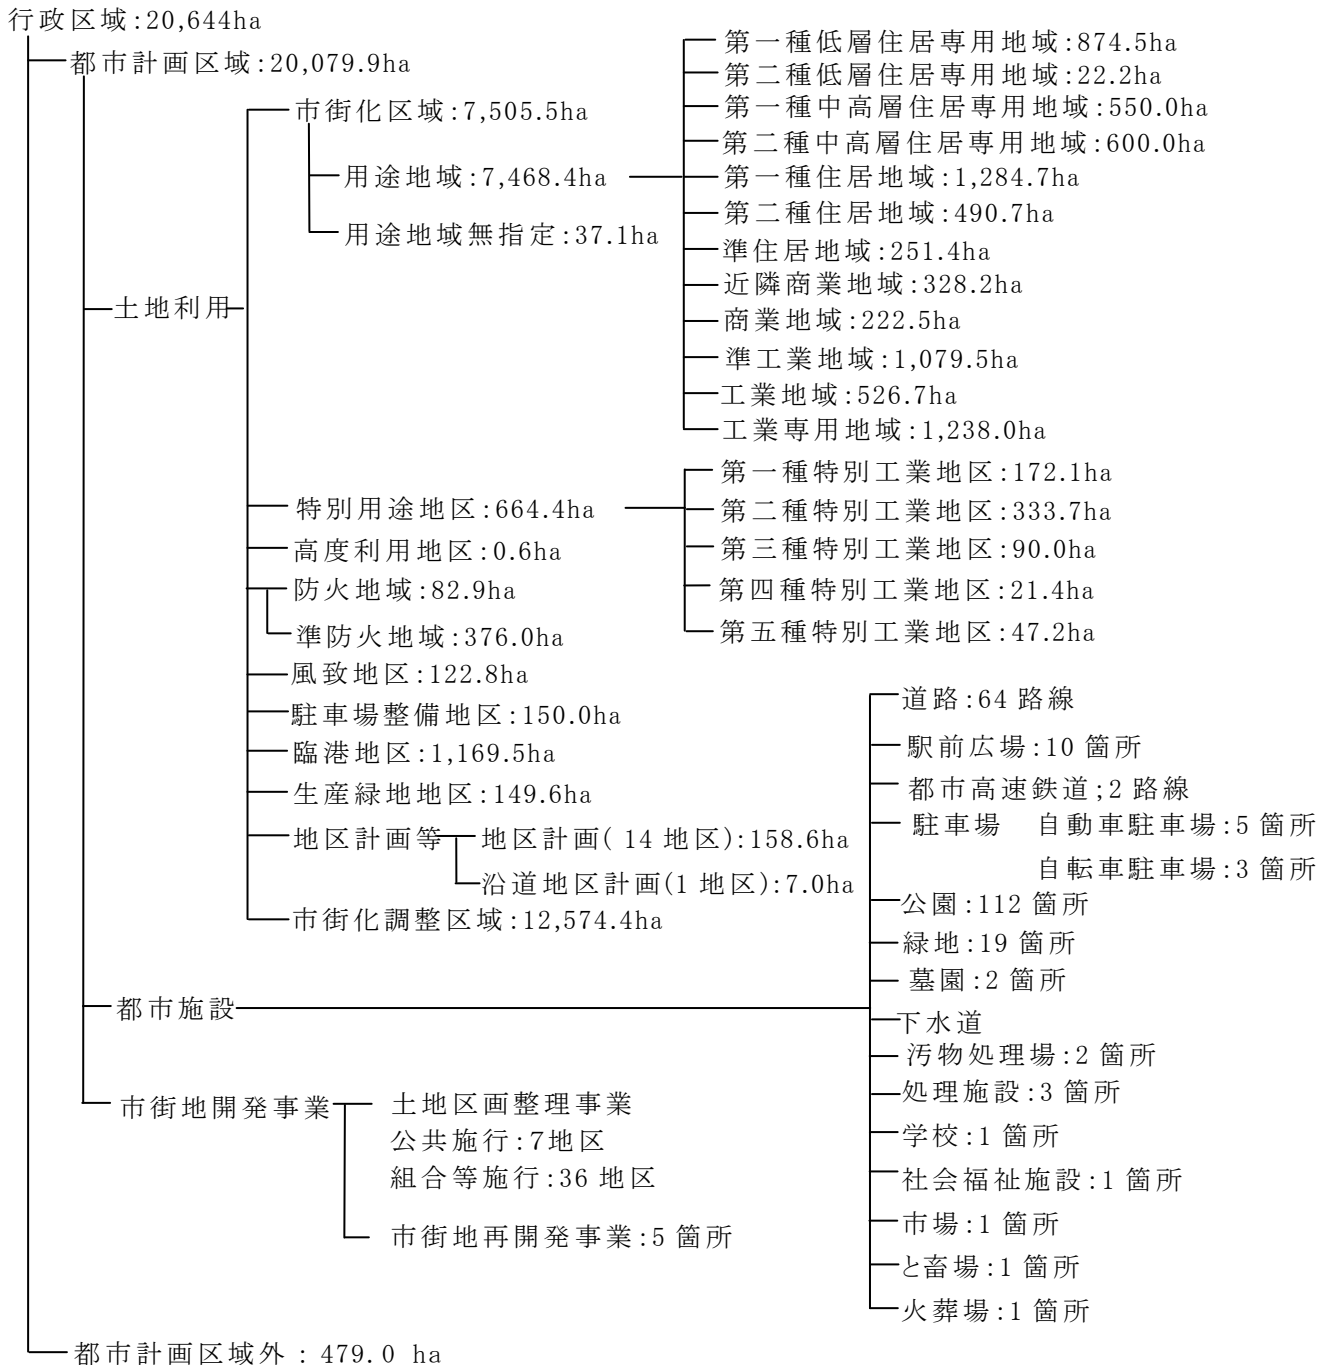 行政区域:20,644ha
都市計画区域:20,079.9ha
土地利用
市街化区域:7,505.5ha
用途地域:7,468.4ha
第一種低層住居専用地域:874.5ha
第二種低層住居専用地域:22.2ha
第一種中高層住居専用地域:550.0ha
第二種中高層住居専用地域:600.0ha
第一種住居地域:1,284.7ha
第二種住居地域:490.7ha
準住居地域:251.4ha
近隣商業地域:328.2ha
商業地域:222.5ha
準工業地域:1,079.5ha
工業地域:526.7ha
工業専用地域:1,238.0ha
用途地域無指定:37.1ha
特別用途地区:664.4ha
第一種特別工業地区:172.1ha
第二種特別工業地区:333.7ha
第三種特別工業地区:90.0ha
第四種特別工業地区:21.4ha
第五種特別工業地区:47.2ha
高度利用地区:0.6ha
防火地域:82.9ha
準防火地域:376.0ha
風致地区:122.8ha
駐車場整備地区:150.0ha
臨港地区:1,169.5ha
生産緑地地区:149.6ha
地区計画等
地区計画( 14 地区):158.6ha
沿道地区計画(1 地区):7.0ha
市街化調整区域:12,574.4ha
都市施設
道路:64 路線
駅前広場:10 箇所
都市高速鉄道;2 路線
駐車場 自動車駐車場:5 箇所
自転車駐車場:3 箇所
公園:112 箇所
緑地:19 箇所
墓園:2 箇所
下水道
汚物処理場:2 箇所
処理施設:3 箇所
学校:1 箇所
社会福祉施設:1 箇所
市場:1 箇所
と畜場:1 箇所
火葬場:1 箇所
市街地開発事業
土地区画整理事業
公共施行:7地区
組合等施行:36 地区
市街地再開発事業:5 箇所
都市計画区域外 : 479.0 ha